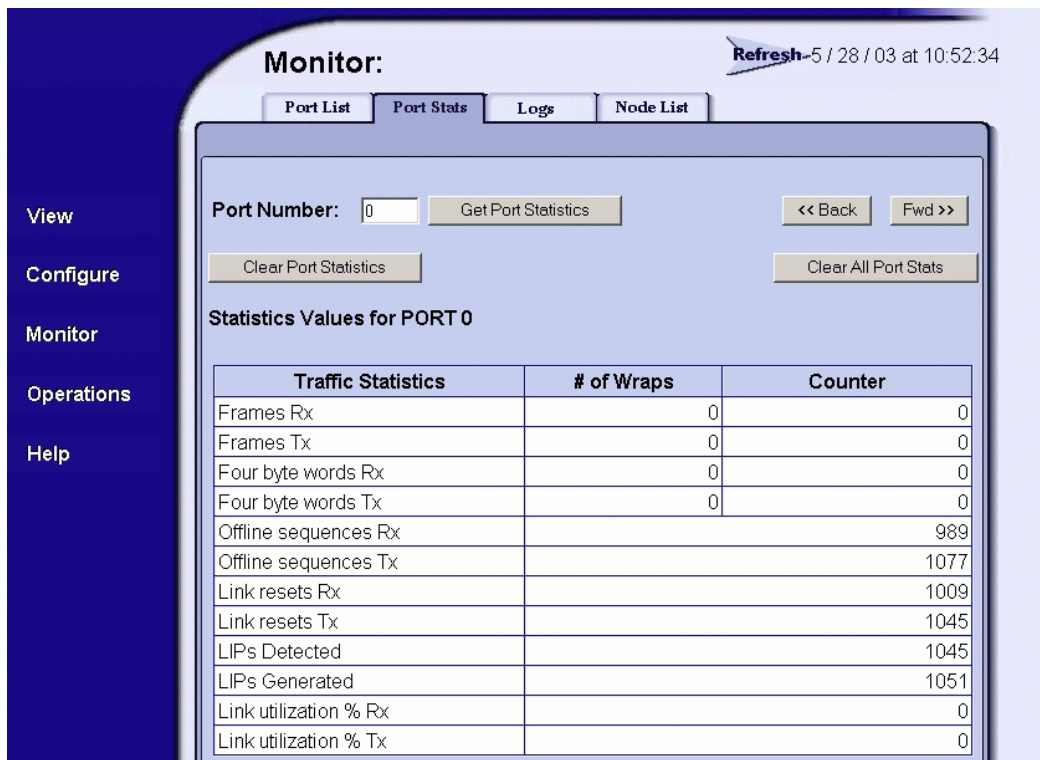 Monitor:
Refresh-5 / 28 / 03 at 10:52:34
Port List Port Stats Logs Node List
View
Configure
Monitor
Operations
Help
Port Number: 0 Get Port Statistics << Back Fwd >>
Clear Port Statistics Clear All Port Stats
Statistics Values for PORT 0
Traffic Statistics # of Wraps Counter
Frames Rx 0 0
Frames Tx 0 0
Four byte words Rx 0 0
Four byte words Tx 0 0
Offline sequences Rx 989
Offline sequences Tx 1077
Link resets Rx 1009
Link resets Tx 1045
LIPs Detected 1045
LIPs Generated 1051
Link utilization % Rx 0
Link utilization % Tx 0